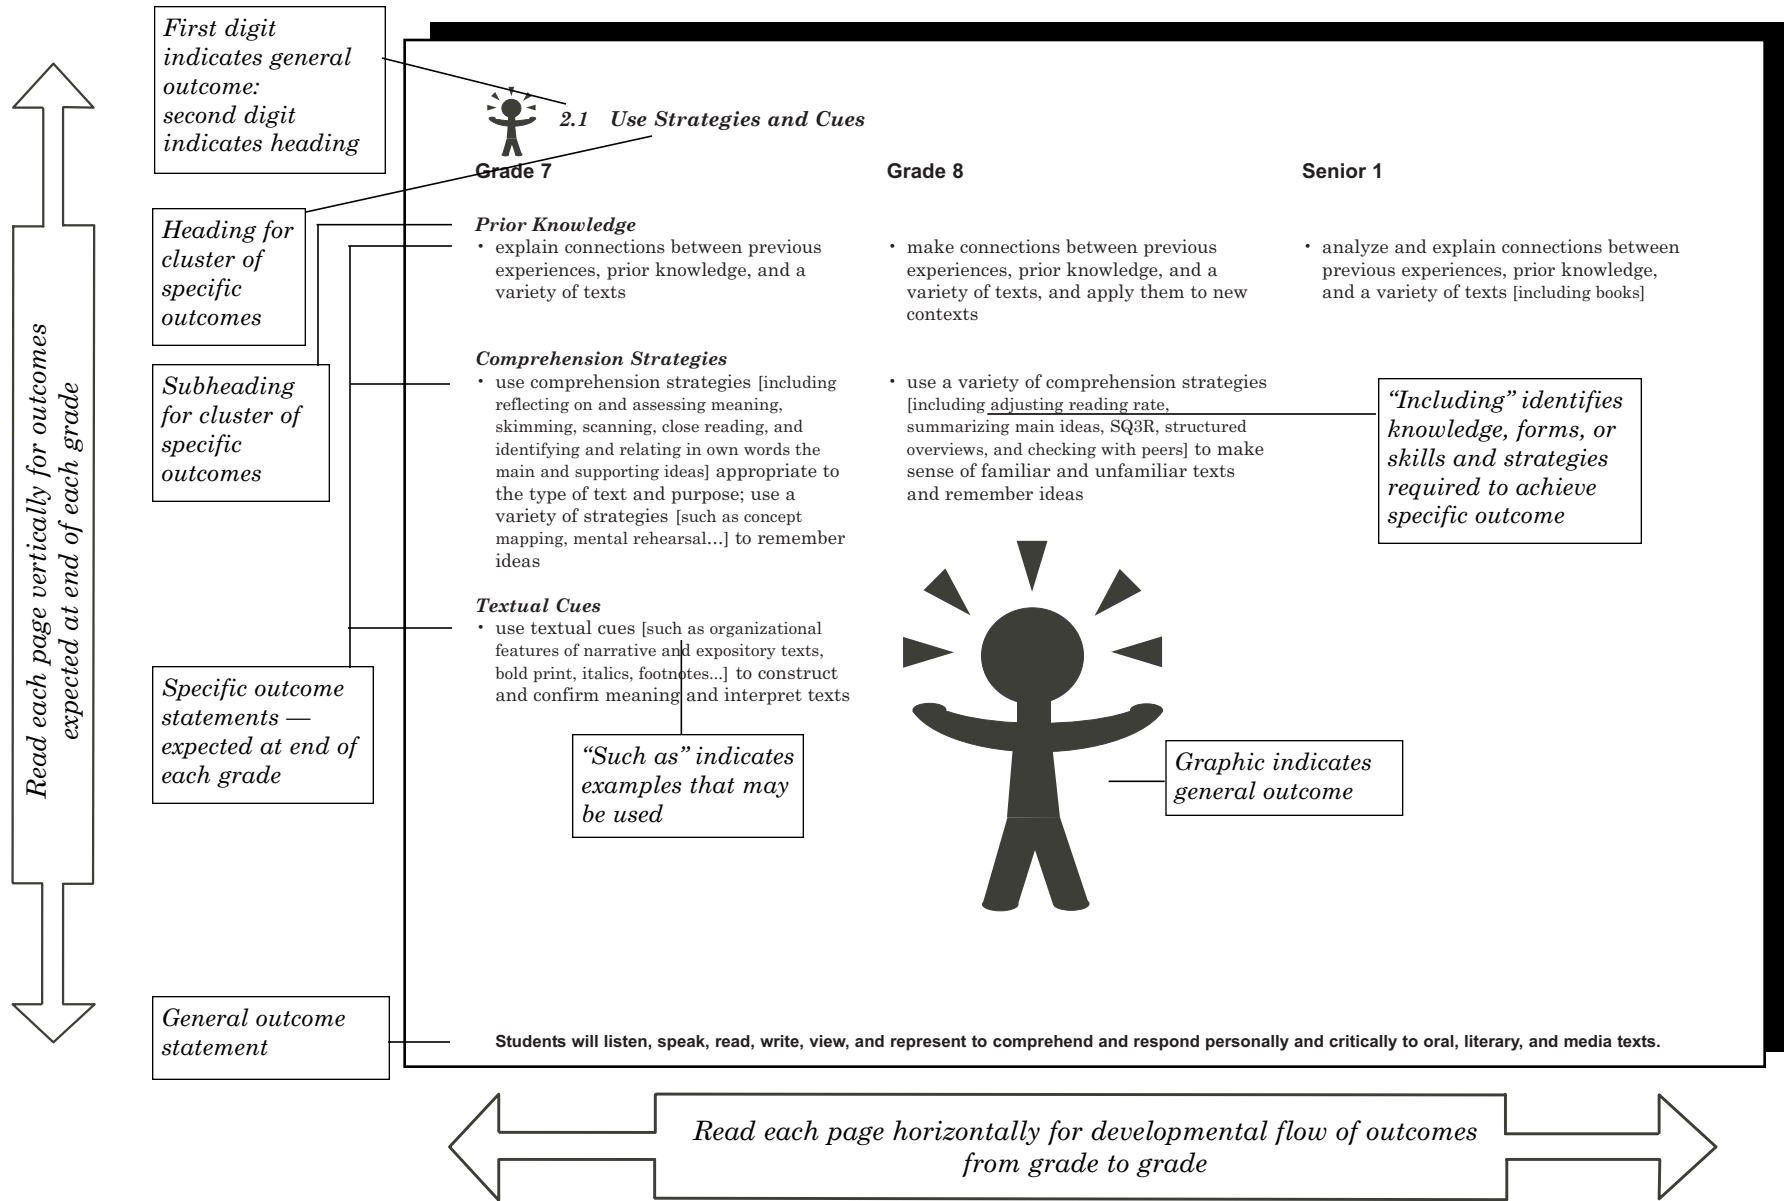 First digit
indicates general
outcome:
second digit
indicates heading
2.1 Use Strategies and Cues
Grade 7
Grade 8
Senior 1
Heading for
cluster of
specific
outcomes
Prior Knowledge
• explain connections between previous
experiences, prior knowledge, and a
variety of texts
• make connections between previous
experiences, prior knowledge, and a
variety of texts, and apply them to new
contexts
• analyze and explain connections between
previous experiences, prior knowledge,
and a variety of texts [including books]
Subheading
for cluster of
specific
outcomes
Comprehension Strategies
• use comprehension strategies [including
reflecting on and assessing meaning,
skimming, scanning, close reading, and
identifying and relating in own words the
main and supporting ideas] appropriate to
the type of text and purpose; use a
variety of strategies [such as concept
mapping, mental rehearsal...] to remember
ideas
• use a variety of comprehension strategies
[including adjusting reading rate,
summarizing main ideas, SQ3R, structured
overviews, and checking with peers] to make
sense of familiar and unfamiliar texts
and remember ideas
“Including” identifies
knowledge, forms, or
skills and strategies
required to achieve
specific outcome
Textual Cues
• use textual cues [such as organizational
features of narrative and expository texts,
bold print, italics, footnotes...] to construct
and confirm meaning and interpret texts
Specific outcome
statements —
expected at end of
each grade
“Such as” indicates
examples that may
be used
Graphic indicates
general outcome
General outcome
statement
Students will listen, speak, read, write, view, and represent to comprehend and respond personally and critically to oral, literary, and media texts.
Read each page vertically for outcomes
expected at end of each grade
Read each page horizontally for developmental flow of outcomes
from grade to grade